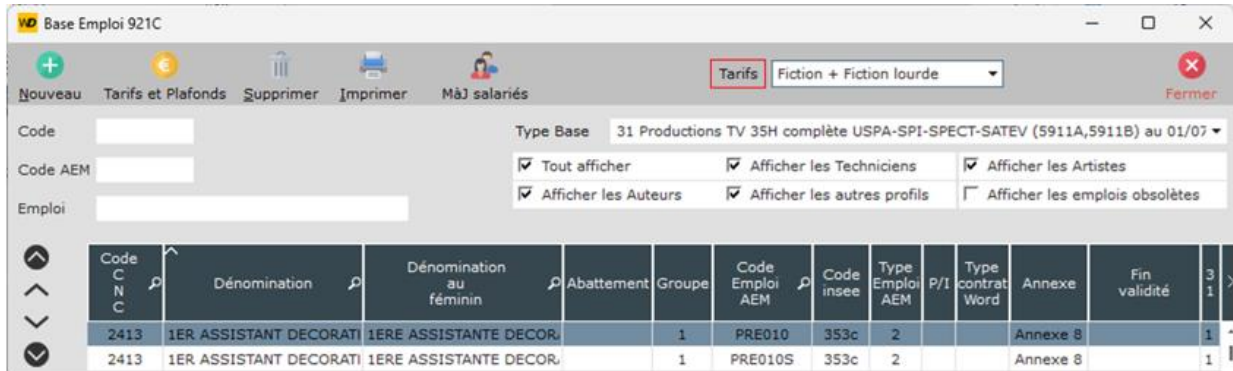 WD Base Emploi 921C
Nouveau Tarifs et Plafonds Supprimer Imprimer MàJ salariés Tarifs Fiction + Fiction lourde Fermer
Code Type Base 31 Productions TV 35H complète USPA-SPI-SPECT-SATEV (5911A,5911B) au 01/07
Tout afficher Afficher les Techniciens Afficher les Artistes
Code AEM
Afficher les Auteurs Afficher les autres profils Afficher les emplois obsolètes
Emploi
Code CNC Dénomination Dénomination au féminin Abattement Groupe Code Emploi AEM Code insee Type Emploi AEM P/I Type contrat Word Annexe Fin validité 31
2413 1ER ASSISTANT DECORATI 1ERE ASSISTANTE DECOR 1 PRE010 353c 2 Annexe 8 1
2413 1ER ASSISTANT DECORATI 1ERE ASSISTANTE DECOR 1 PRE010S 353c 2 Annexe 8 1